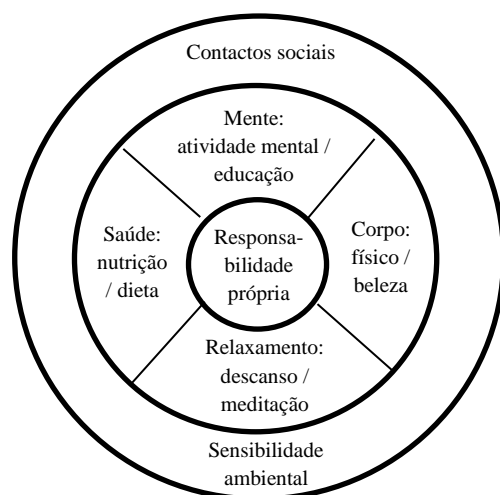 Contactos sociais
Mente:
atividade mental /
educação
Saúde:
nutrição
/ dieta
Responsa-
bilidade
própria
Corpo:
físico /
beleza
Relaxamento:
descanso /
meditação
Sensibilidade
ambiental